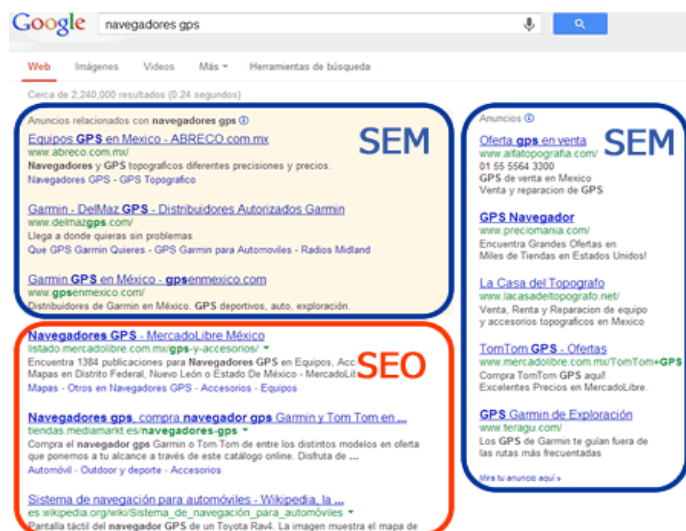 Google
navegadores gps
Web Imágenes Videos Más Herramientas de búsqueda
Cerca de 2,240,000 resultados (0.24 segundos)
Anuncios relacionados con navegadores gps
SEM
Equipos GPS en Mexico - ABRECO.com.mx
www.abreco.com.mx/
Navegadores y GPS topograficos diferentes precisiones y precios.
Navegadores GPS - GPS Topografico
Garmin - DelMaz GPS - Distribuidores Autorizados Garmin
www.delmazgps.com/
Llega a donde quieras sin problemas
Que GPS Garmin Quieres - GPS Garmin para Automoviles - Radios Midland
Garmin GPS en México - gpsenmexico.com
www.gpsenmexico.com/
Distribuidores de Garmin en México. GPS deportivos, auto, exploración.
Navegadores GPS - MercadoLibre México
listado.mercadolibre.com.mx/gps-y-accesorios/
SEO
Encuentra 1384 publicaciones para Navegadores GPS en Equipos, Acc
Mapas en Distrito Federal, Nuevo León o Estado De México - MercadoLi
Mapas - Otros en Navegadores GPS - Accesorios - Equipos
Navegadores gps, compra navegador gps Garmin y Tom Tom en ...
tiendas.mediamarkt.es/navegadores-gps
Compra el navegador gps Garmin o Tom Tom de entre los distintos modelos en oferta
que ponemos a tu alcance a través de este catálogo online. Disfruta de ...
Automóvil - Outdoor y deporte - Accesorios
Sistema de navegación para automóviles - Wikipedia, la ...
es.wikipedia.org/wiki/Sistema_de_navegación_para_automóviles
Pantalla táctil del navegador GPS de un Toyota Rav4. La imagen muestra el mapa de
Anuncios
SEM
Oferta gps en venta
www.alfatopografia.com/
01 55 5564 3300
GPS de venta en Mexico
Venta y reparacion de GPS
GPS Navegador
www.preciomania.com/
Encuentra Grandes Ofertas en
Miles de Tiendas en Estados Unidos!
La Casa del Topografo
www.lacasadeltopografo.net/
Venta, Renta y Reparacion de equipo
y accesorios topograficos en Mexico
TomTom GPS - Ofertas
www.mercadolibre.com.mx/TomTom+GPS
Compra TomTom GPS aqui!
Excelentes Precios en MercadoLibre.
GPS Garmin de Exploración
www.teragu.com/
Los GPS de Garmin te guían fuera de
las rutas más frecuentadas
Mira tu anuncio aquí »